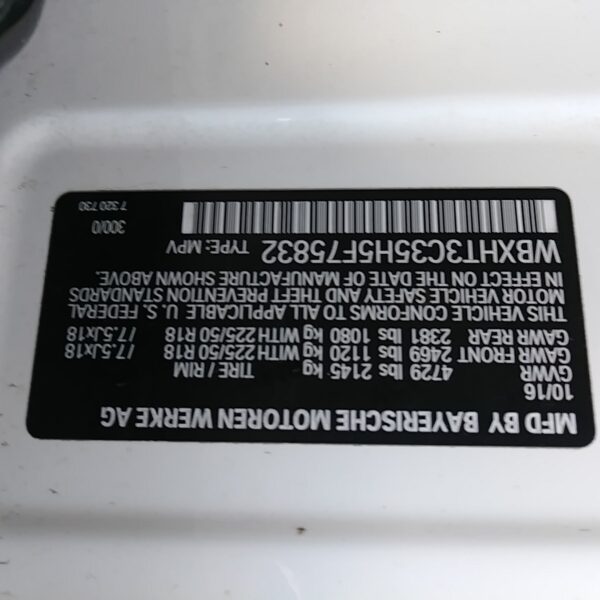 MFD BY BAYERISCHE MOTOREN WERKE AG
10/16
GVWR 4729 lbs 2145 kg TIRE / RIM
GAWR FRONT 2469 lbs 1120 kg WITH 225/50 R18 /7.5Jx18
GAWR REAR 2381 lbs 1080 kg WITH 225/50 R18 /7.5Jx18
THIS VEHICLE CONFORMS TO ALL APPLICABLE U. S. FEDERAL
MOTOR VEHICLE SAFETY AND THEFT PREVENTION STANDARDS
IN EFFECT ON THE DATE OF MANUFACTURE SHOWN ABOVE.
WBXHT3C35H5F75832 TYPE: MPV
300/0
7 320 730